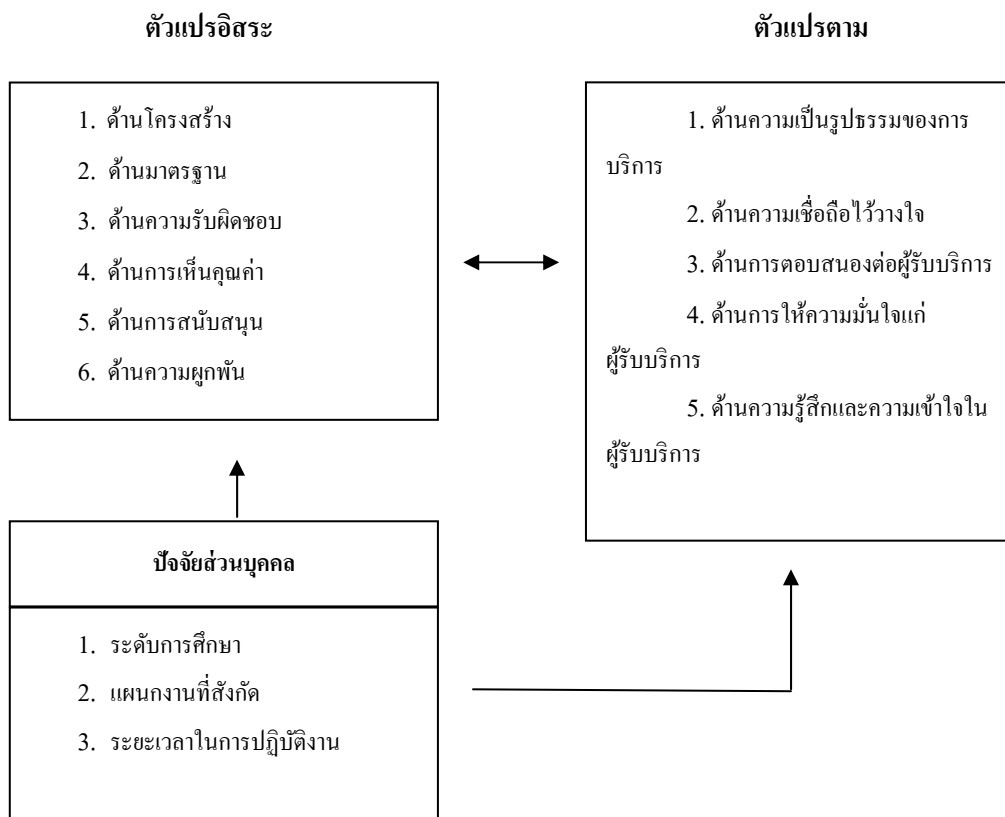 ตัวแปรอิสระ
ตัวแปรตาม
1. ด้านโครงสร้าง
2. ด้านมาตรฐาน
3. ด้านความรับผิดชอบ
4. ด้านการเห็นคุณค่า
5. ด้านการสนับสนุน
6. ด้านความผูกพัน
1. ด้านความเป็นรูปธรรมของการ
บริการ
2. ด้านความเชื่อถือไว้วางใจ
3. ด้านการตอบสนองต่อผู้รับบริการ
4. ด้านการให้ความมั่นใจแก่
ผู้รับบริการ
5. ด้านความรู้สึกและความเข้าใจใน
ผู้รับบริการ
ปัจจัยส่วนบุคคล
1. ระดับการศึกษา
2. แผนกงานที่สังกัด
3. ระยะเวลาในการปฏิบัติงาน